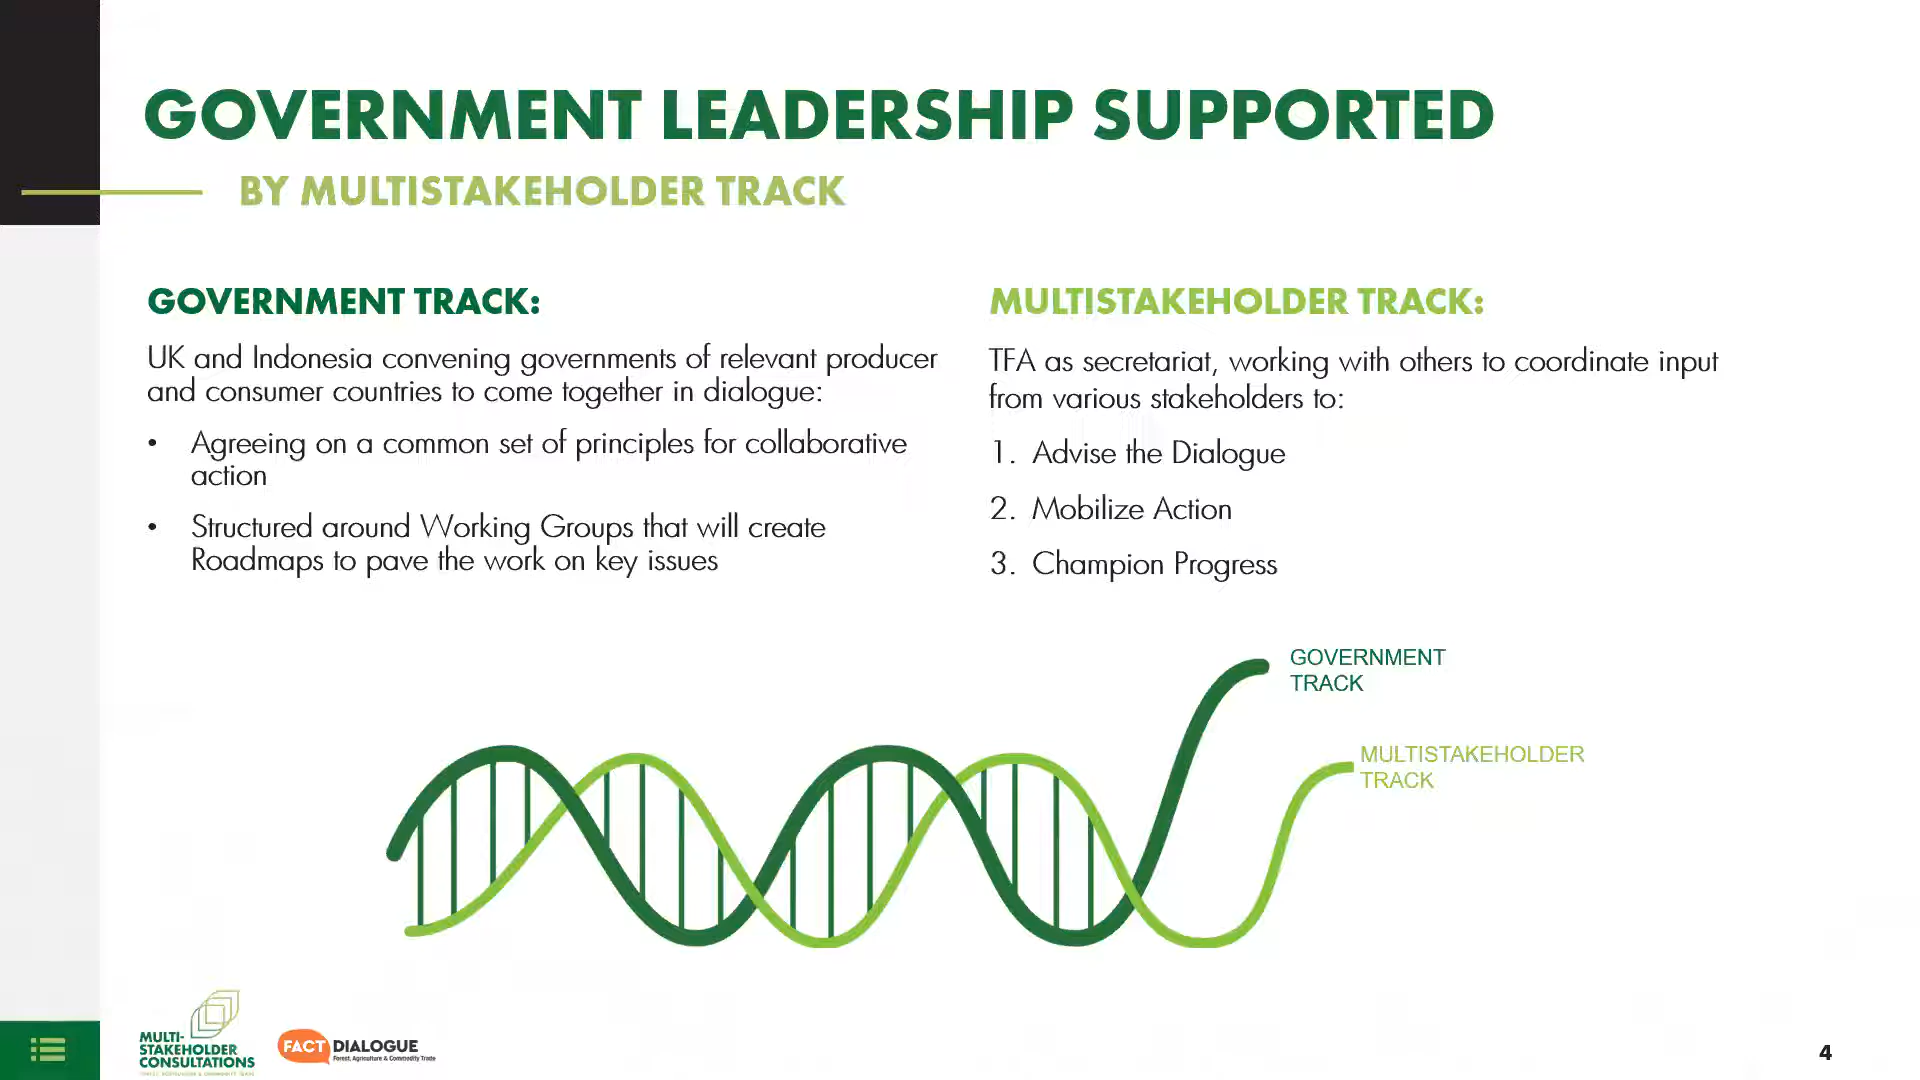 GOVERNMENT LEADERSHIP SUPPORTED
BY MULTISTAKEHOLDER TRACK
GOVERNMENT TRACK:
UK and Indonesia convening governments of relevant producer
and consumer countries to come together in dialogue:
• Agreeing on a common set of principles for collaborative
action
• Structured around Working Groups that will create
Roadmaps to pave the work on key issues
MULTISTAKEHOLDER TRACK:
TFA as secretariat, working with others to coordinate input
from various stakeholders to:
1. Advise the Dialogue
2. Mobilize Action
3. Champion Progress
GOVERNMENT
TRACK
MULTISTAKEHOLDER
TRACK
MULTI-
STAKEHOLDER
CONSULTATIONS
FACT DIALOGUE
Forest, Agriculture & Commodity Trade
4